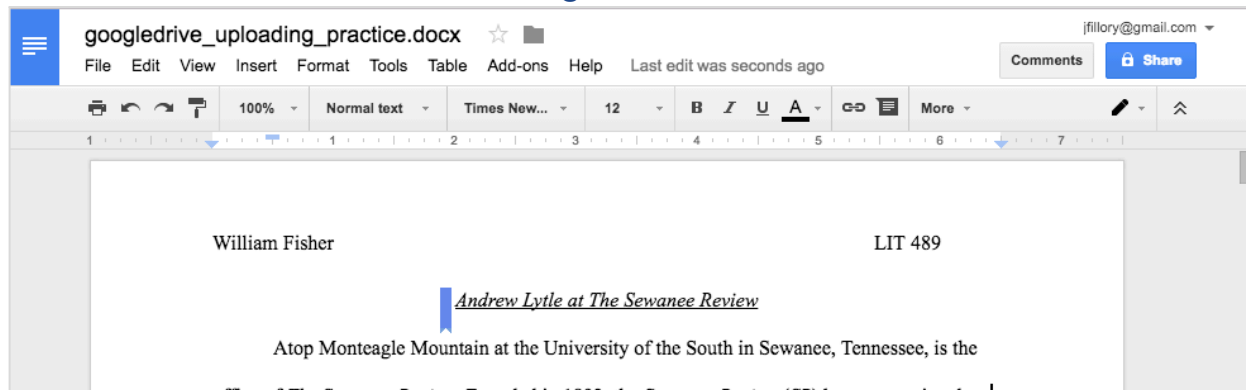 googledrive_uploading_practice.docx
jfillory@gmail.com
File Edit View Insert Format Tools Table Add-ons Help Last edit was seconds ago
Comments Share
100% Normal text Times New... 12 B I U A More
1 1 2 3 4 5 6 7
William Fisher LIT 489
Andrew Lytle at The Sewanee Review
Atop Monteagle Mountain at the University of the South in Sewanee, Tennessee, is the